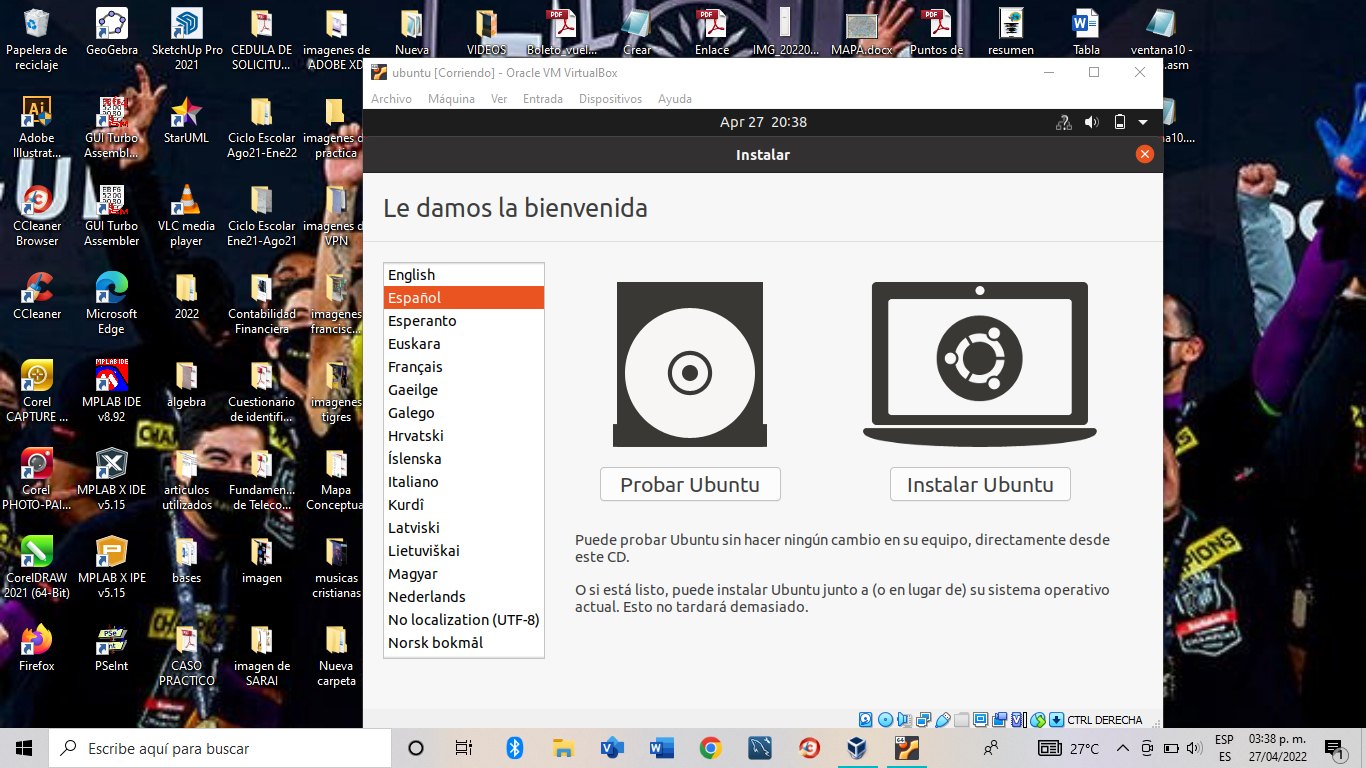 Papelera de
reciclaje
GeoGebra
SketchUp Pro
2021
CEDULA DE
SOLICITU...
imagenes de
ADOBE XD
Nueva
VIDEOS
Boleto_vuel...
Crear
Enlace
IMG_20220...
MAPA.docx
Puntos de
resumen
Tabla
ventana10 -
.asm
Adobe
Illustrat...
GUI Turbo
Assembl...
StarUML
Ciclo Escolar
Ago21-Ene22
imagenes de
practica
CCleaner
Browser
GUI Turbo
Assembler
VLC media
player
Ciclo Escolar
Ene21-Ago21
imagenes d
VPN
CCleaner
Microsoft
Edge
2022
Contabilidad
Financiera
imagenes
francisc...
Corel
CAPTURE ...
MPLAB IDE
v8.92
algebra
Cuestionario
de identifi...
imagenes
tigres
Corel
PHOTO-PAI...
MPLAB X IDE
v5.15
articulos
utilizados
Fundamen...
de Teleco...
Mapa
Conceptua
CorelDRAW
2021 (64-Bit)
MPLAB X IPE
v5.15
bases
imagen
musicas
cristianas
Firefox
PSeInt
CASO
PRACTICO
imagen de
SARAI
Nueva
carpeta
ubuntu [Corriendo] - Oracle VM VirtualBox
Archivo Máquina Ver Entrada Dispositivos Ayuda
Apr 27 20:38
Instalar
Le damos la bienvenida
English
Español
Esperanto
Euskara
Français
Gaeilge
Galego
Hrvatski
Íslenska
Italiano
Kurdî
Latviski
Lietuviškai
Magyar
Nederlands
No localization (UTF-8)
Norsk bokmål
Probar Ubuntu
Instalar Ubuntu
Puede probar Ubuntu sin hacer ningún cambio en su equipo, directamente desde
este CD.
O si está listo, puede instalar Ubuntu junto a (o en lugar de) su sistema operativo
actual. Esto no tardará demasiado.
CTRL DERECHA
Escribe aquí para buscar
27°C
ESP
ES
03:38 p. m.
27/04/2022
1